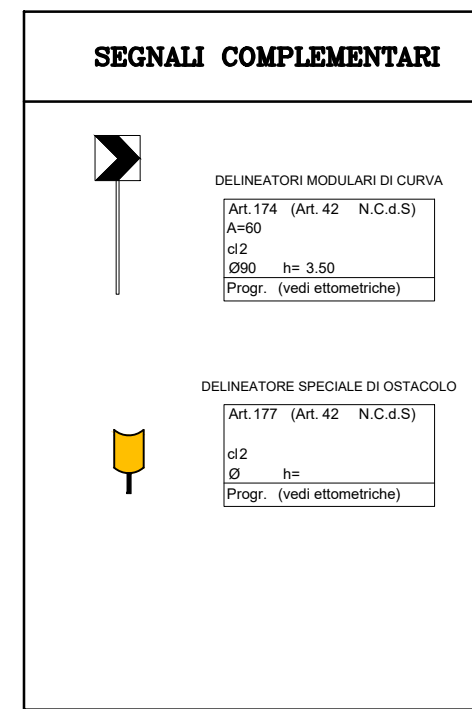 SEGNALI COMPLEMENTARI
DELINEATORI MODULARI DI CURVA
Art.174 (Art. 42 N.C.d.S)
A=60
cl2
Ø90 h= 3.50
Progr. (vedi ettometriche)
DELINEATORE SPECIALE DI OSTACOLO
Art.177 (Art. 42 N.C.d.S)
cl2
Ø h=
Progr. (vedi ettometriche)